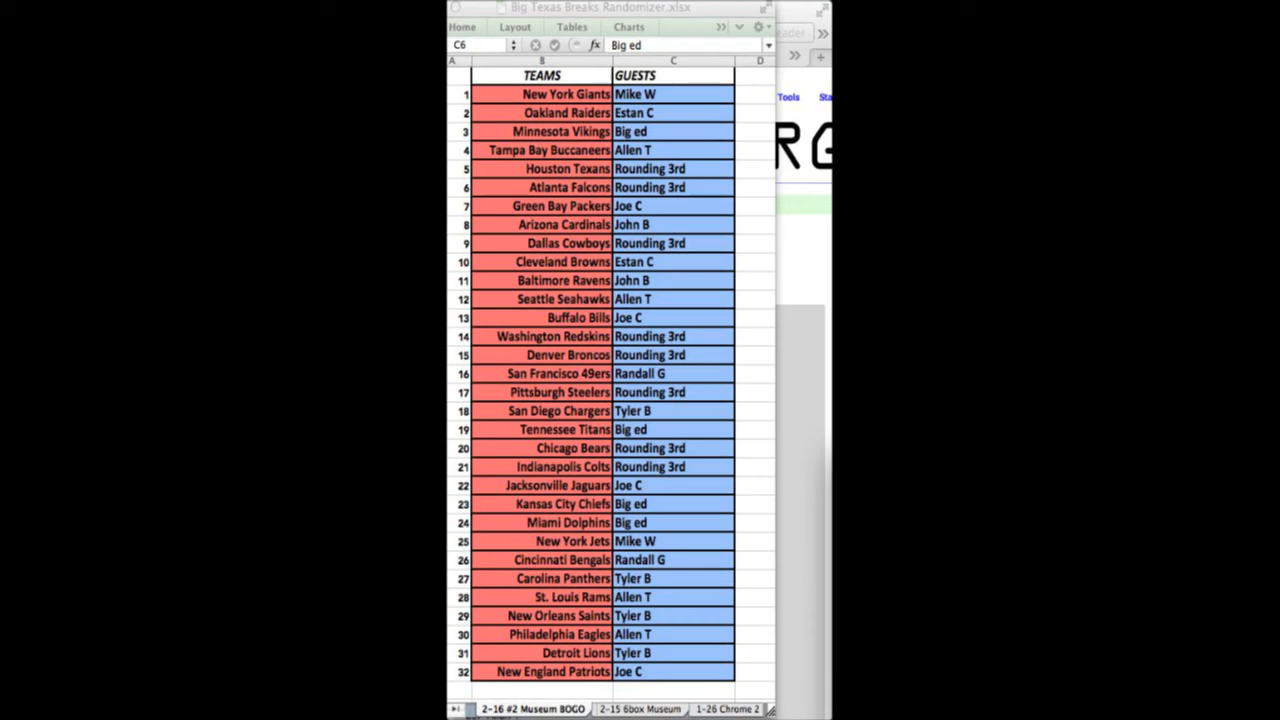 Big Texas Breaks Randomizer.xlsx
Home Layout Tables Charts
C6 fx Big ed
A B C D
TEAMS GUESTS
1 New York Giants Mike W
2 Oakland Raiders Estan C
3 Minnesota Vikings Big ed
4 Tampa Bay Buccaneers Allen T
5 Houston Texans Rounding 3rd
6 Atlanta Falcons Rounding 3rd
7 Green Bay Packers Joe C
8 Arizona Cardinals John B
9 Dallas Cowboys Rounding 3rd
10 Cleveland Browns Estan C
11 Baltimore Ravens John B
12 Seattle Seahawks Allen T
13 Buffalo Bills Joe C
14 Washington Redskins Rounding 3rd
15 Denver Broncos Rounding 3rd
16 San Francisco 49ers Randall G
17 Pittsburgh Steelers Rounding 3rd
18 San Diego Chargers Tyler B
19 Tennessee Titans Big ed
20 Chicago Bears Rounding 3rd
21 Indianapolis Colts Rounding 3rd
22 Jacksonville Jaguars Joe C
23 Kansas City Chiefs Big ed
24 Miami Dolphins Big ed
25 New York Jets Mike W
26 Cincinnati Bengals Randall G
27 Carolina Panthers Tyler B
28 St. Louis Rams Allen T
29 New Orleans Saints Tyler B
30 Philadelphia Eagles Allen T
31 Detroit Lions Tyler B
32 New England Patriots Joe C
2-16 #2 Museum BOGO 2-15 6box Museum 1-26 Chrome 2
eader
Tools Sta
RG